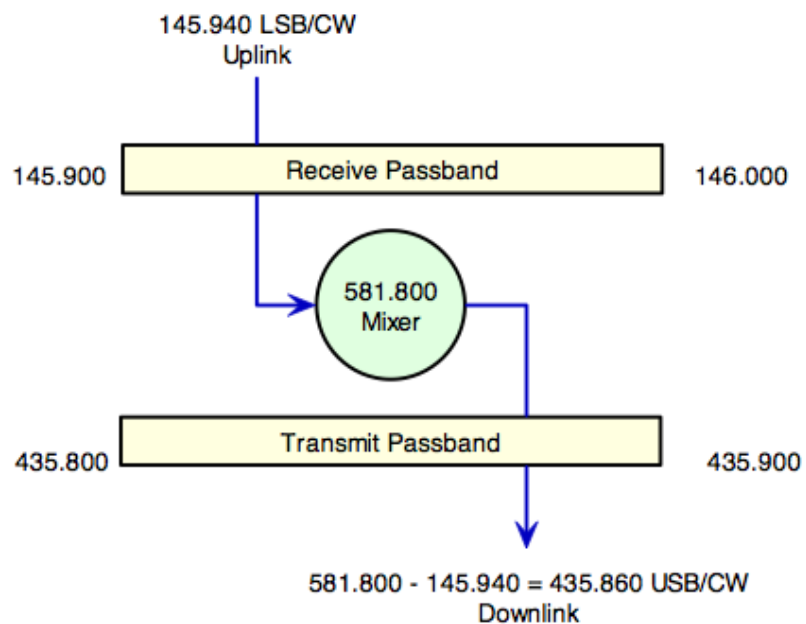 145.940 LSB/CW
Uplink
145.900
Receive Passband
146.000
581.800
Mixer
435.800
Transmit Passband
435.900
581.800 - 145.940 = 435.860 USB/CW
Downlink